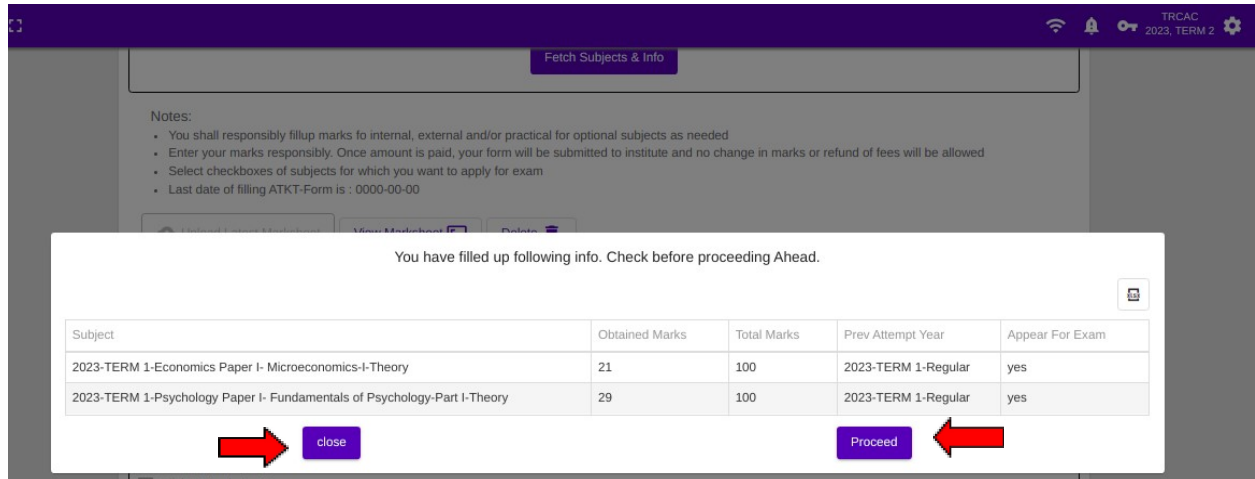 TRCAC
2023, TERM 2
Fetch Subjects & Info
Notes:
You shall responsibly fillup marks fo internal, external and/or practical for optional subjects as needed
Enter your marks responsibly. Once amount is paid, your form will be submitted to institute and no change in marks or refund of fees will be allowed
Select checkboxes of subjects for which you want to apply for exam
Last date of filling ATKT-Form is : 0000-00-00
Upload Latest Marksheet View Marksheet Delete
You have filled up following info. Check before proceeding Ahead.
Subject Obtained Marks Total Marks Prev Attempt Year Appear For Exam
2023-TERM 1-Economics Paper I- Microeconomics-I-Theory 21 100 2023-TERM 1-Regular yes
2023-TERM 1-Psychology Paper I- Fundamentals of Psychology-Part I-Theory 29 100 2023-TERM 1-Regular yes
close Proceed